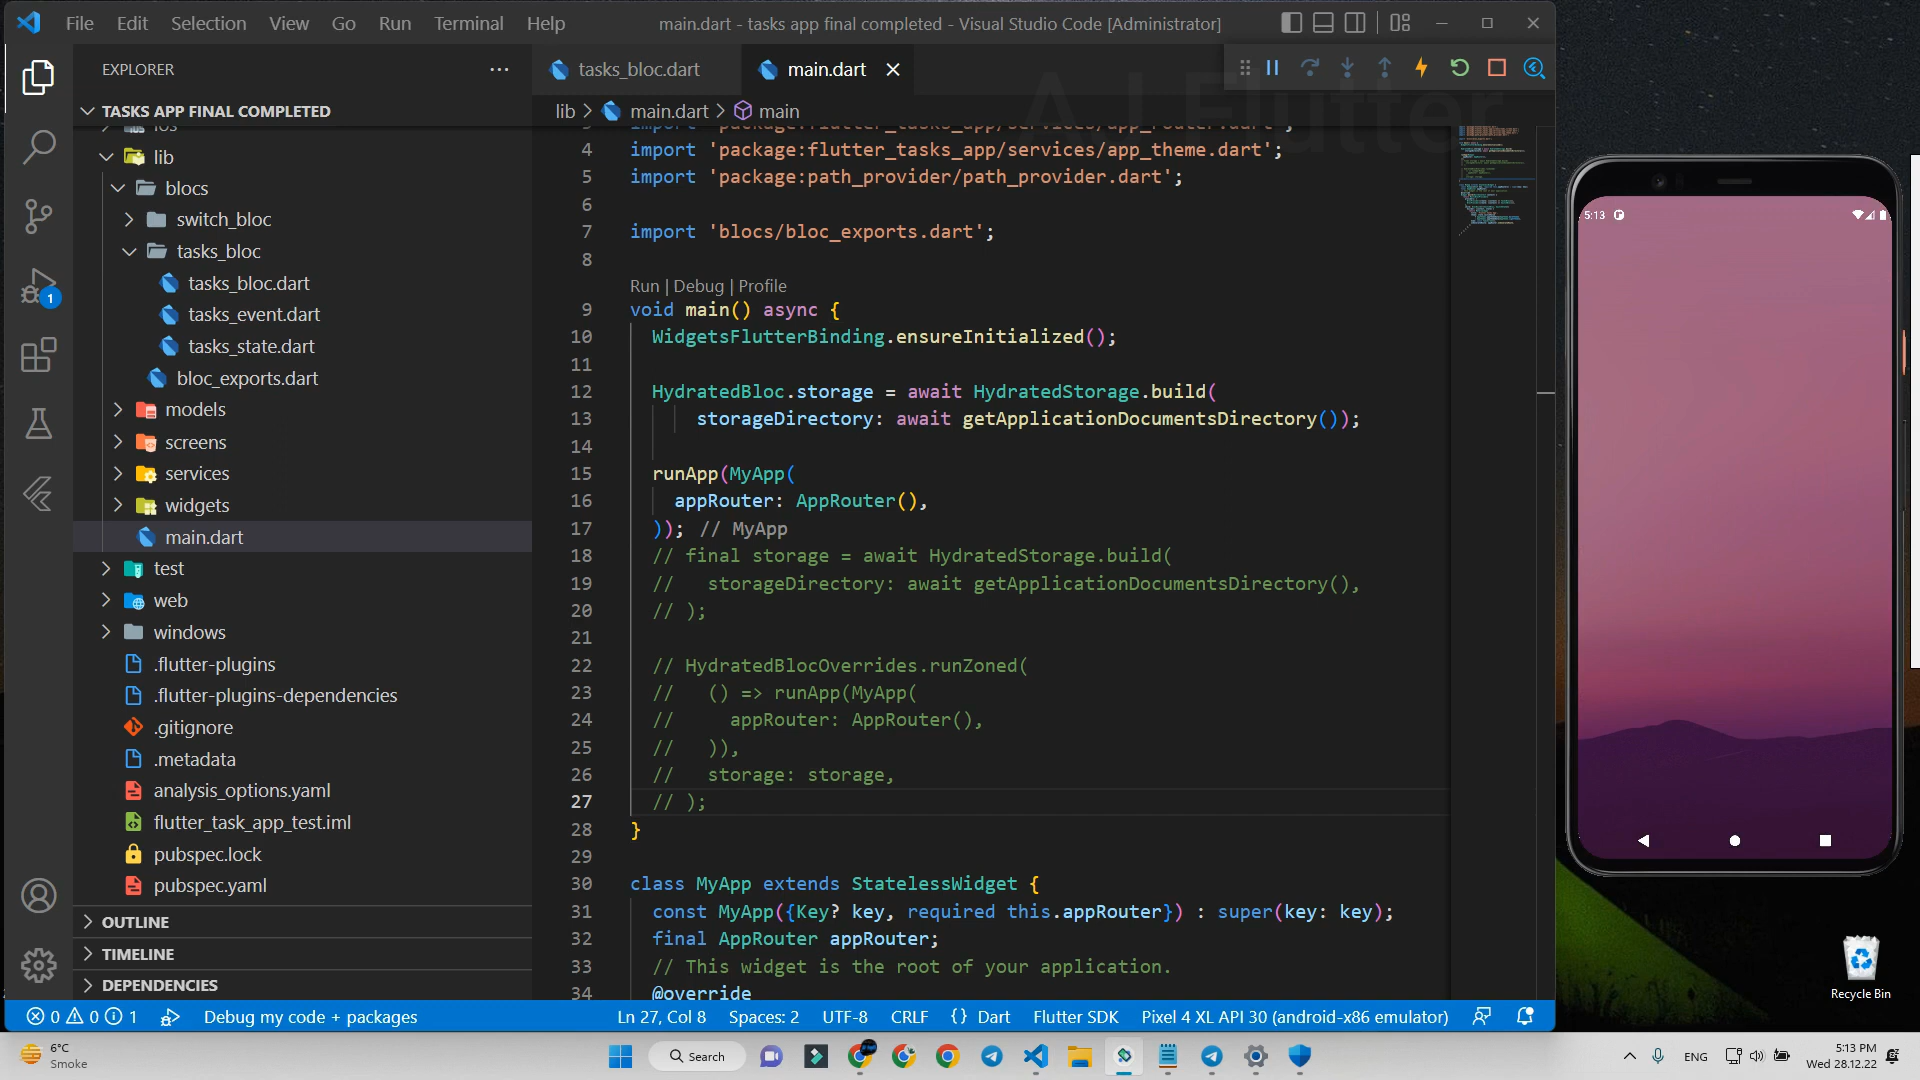 File Edit Selection View Go Run Terminal Help
main.dart - tasks app final completed - Visual Studio Code [Administrator]
EXPLORER
TASKS APP FINAL COMPLETED
ios
lib
blocs
switch_bloc
tasks_bloc
tasks_bloc.dart
tasks_event.dart
tasks_state.dart
bloc_exports.dart
models
screens
services
widgets
main.dart
test
web
windows
.flutter-plugins
.flutter-plugins-dependencies
.gitignore
.metadata
analysis_options.yaml
flutter_task_app_test.iml
pubspec.lock
pubspec.yaml
OUTLINE
TIMELINE
DEPENDENCIES
1
tasks_bloc.dart main.dart
A J Flutter
lib > main.dart > main
3 import 'package:flutter_tasks_app/services/app_router.dart';
4 import 'package:flutter_tasks_app/services/app_theme.dart';
5 import 'package:path_provider/path_provider.dart';
6
7 import 'blocs/bloc_exports.dart';
8
Run | Debug | Profile
9 void main() async {
10 WidgetsFlutterBinding.ensureInitialized();
11
12 HydratedBloc.storage = await HydratedStorage.build(
13 storageDirectory: await getApplicationDocumentsDirectory());
14
15 runApp(MyApp(
16 appRouter: AppRouter(),
17 )); // MyApp
18 // final storage = await HydratedStorage.build(
19 // storageDirectory: await getApplicationDocumentsDirectory(),
20 // );
21
22 // HydratedBlocOverrides.runZoned(
23 // () => runApp(MyApp(
24 // appRouter: AppRouter(),
25 // )),
26 // storage: storage,
27 // );
28 }
29
30 class MyApp extends StatelessWidget {
31 const MyApp({Key? key, required this.appRouter}) : super(key: key);
32 final AppRouter appRouter;
33 // This widget is the root of your application.
34 @override
5:13
Recycle Bin
0 0 1 Debug my code + packages Ln 27, Col 8 Spaces: 2 UTF-8 CRLF {} Dart Flutter SDK Pixel 4 XL API 30 (android-x86 emulator)
6°C
Smoke
Search
ENG
5:13 PM
Wed 28.12.22